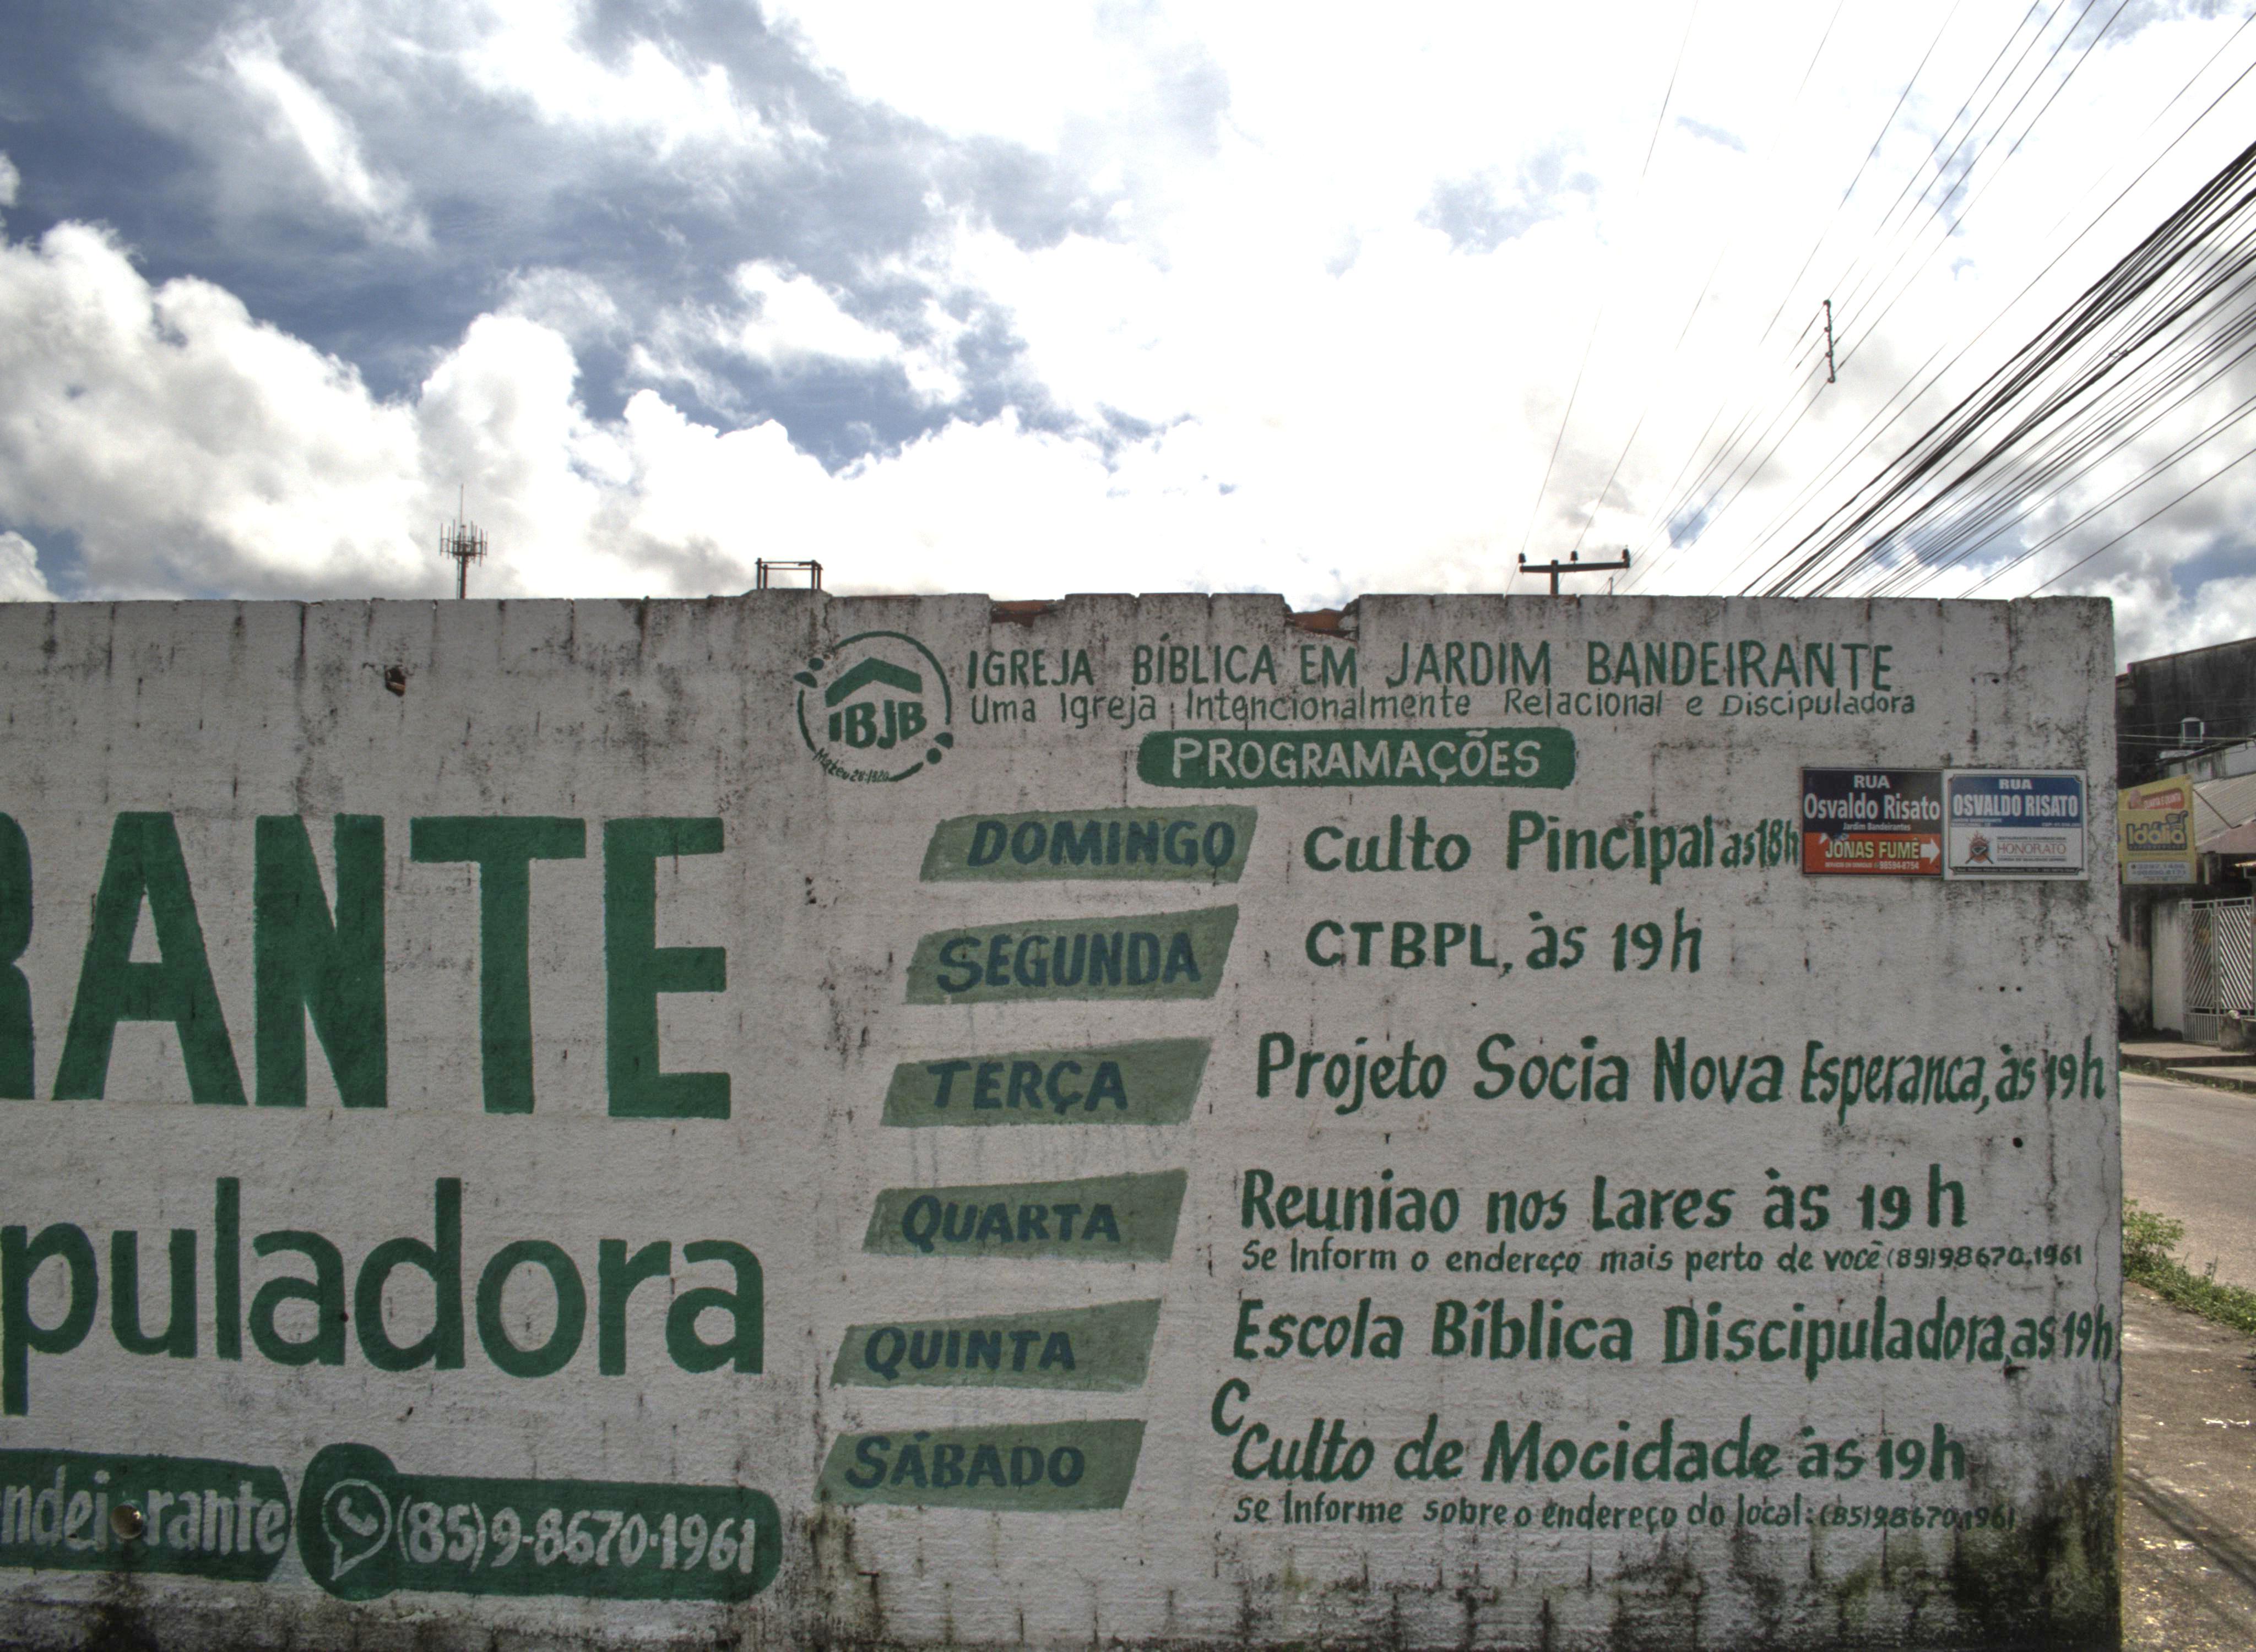 IGREJA BÍBLICA EM JARDIM BANDEIRANTE
Uma Igreja Intencionalmente Relacional e Discipuladora
IBJB
PROGRAMAÇÕES
DOMINGO Culto Pincipal as 18h
SEGUNDA CTBPL, às 19h
TERÇA Projeto Socia Nova Esperanca, às 19h
QUARTA Reuniao nos Lares às 19h
Se Inform o endereço mais perto de você (89)98670.1961
QUINTA Escola Bíblica Discipuladora, as 19h
C
SÁBADO Culto de Mocidade às 19h
Se Informe sobre o endereço do local: (85)98670.1961
RANTE
puladora
ndeirante
(85)9-8670-1961
RUA
Osvaldo Risato
Jardim Bandeirantes
JONAS FUMÊ
RUA
OSVALDO RISATO
HONORATO
Idália